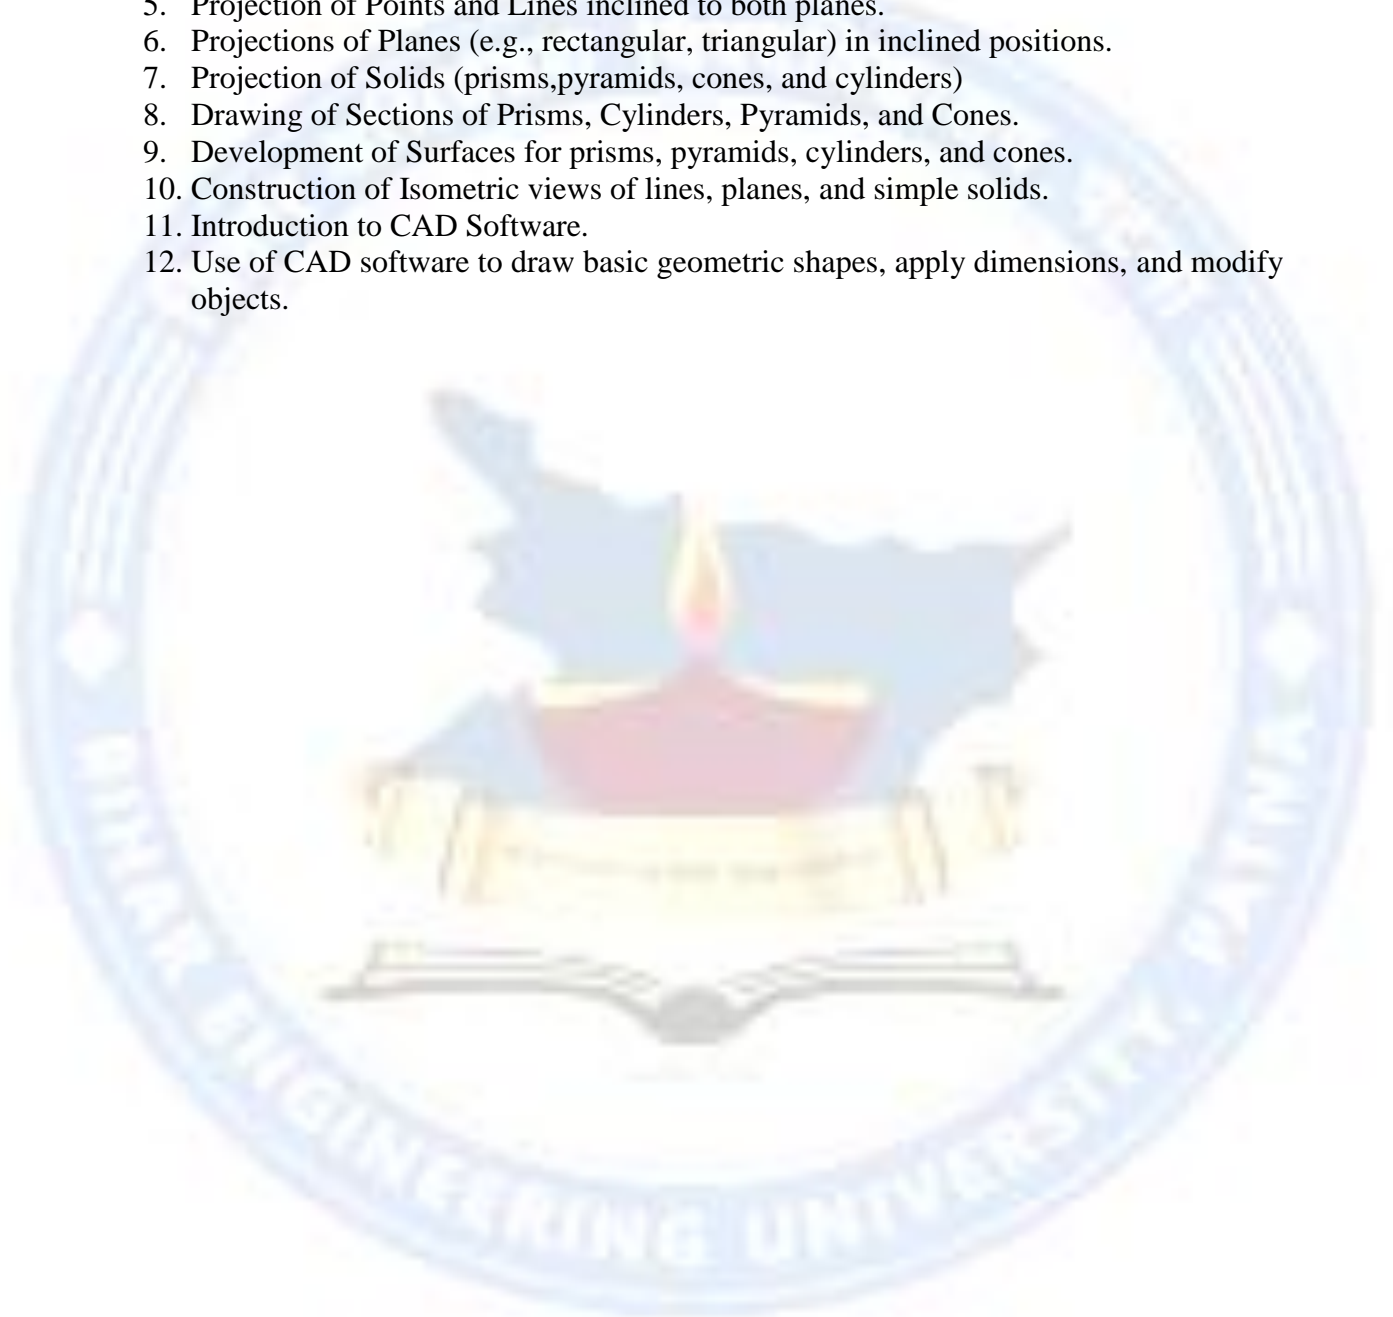 5. Projection of Points and Lines inclined to both planes.
6. Projections of Planes (e.g., rectangular, triangular) in inclined positions.
7. Projection of Solids (prisms,pyramids, cones, and cylinders)
8. Drawing of Sections of Prisms, Cylinders, Pyramids, and Cones.
9. Development of Surfaces for prisms, pyramids, cylinders, and cones.
10. Construction of Isometric views of lines, planes, and simple solids.
11. Introduction to CAD Software.
12. Use of CAD software to draw basic geometric shapes, apply dimensions, and modify
objects.
BIHAR ENGINEERING UNIVERSITY, PATNA